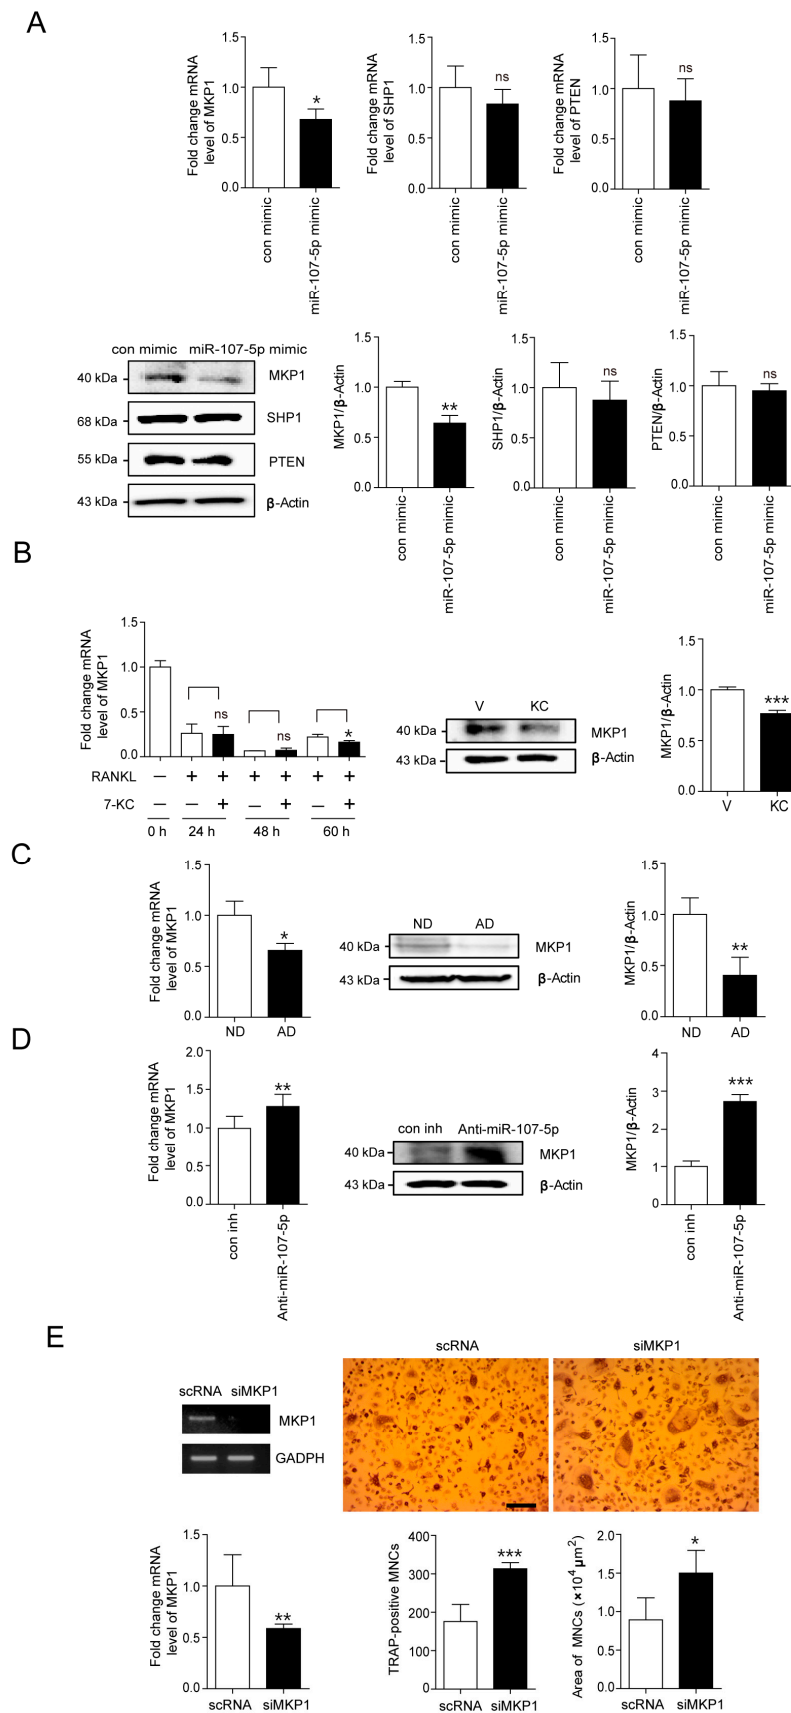 A
Fold change mRNA
level of MKP1
1.5
1.0
0.5
0.0
*
con mimic
miR-107-5p mimic
Fold change mRNA
level of SHP1
1.5
1.0
0.5
0.0
ns
con mimic
miR-107-5p mimic
Fold change mRNA
level of PTEN
1.5
1.0
0.5
0.0
ns
con mimic
miR-107-5p mimic
con mimic miR-107-5p mimic
40 kDa MKP1
68 kDa SHP1
55 kDa PTEN
43 kDa β-Actin
MKP1/β-Actin
1.5
1.0
0.5
0.0
**
con mimic
miR-107-5p mimic
SHP1/β-Actin
1.5
1.0
0.5
0.0
ns
con mimic
miR-107-5p mimic
PTEN/β-Actin
1.5
1.0
0.5
0.0
ns
con mimic
miR-107-5p mimic
B
Fold change mRNA
level of MKP1
1.5
1.0
0.5
0.0
ns
ns
*
RANKL — + + + + + +
7-KC — — + — + — +
0 h 24 h 48 h 60 h
V KC
40 kDa MKP1
43 kDa β-Actin
MKP1/β-Actin
1.5
1.0
0.5
0.0
***
V KC
C
Fold change mRNA
level of MKP1
1.5
1.0
0.5
0.0
*
ND AD
ND AD
40 kDa MKP1
43 kDa β-Actin
MKP1/β-Actin
1.5
1.0
0.5
0.0
**
ND AD
D
Fold change mRNA
level of MKP1
2.0
1.5
1.0
0.5
0.0
**
con inh
Anti-miR-107-5p
con inh Anti-miR-107-5p
40 kDa MKP1
43 kDa β-Actin
MKP1/β-Actin
4
3
2
1
0
***
con inh
Anti-miR-107-5p
E
scRNA siMKP1
MKP1
GADPH
scRNA siMKP1
Fold change mRNA
level of MKP1
1.5
1.0
0.5
0.0
**
scRNA siMKP1
TRAP-positive MNCs
400
300
200
100
0
***
scRNA siMKP1
Area of MNCs (×10⁴ μm²)
2.0
1.5
1.0
0.5
0.0
*
scRNA siMKP1